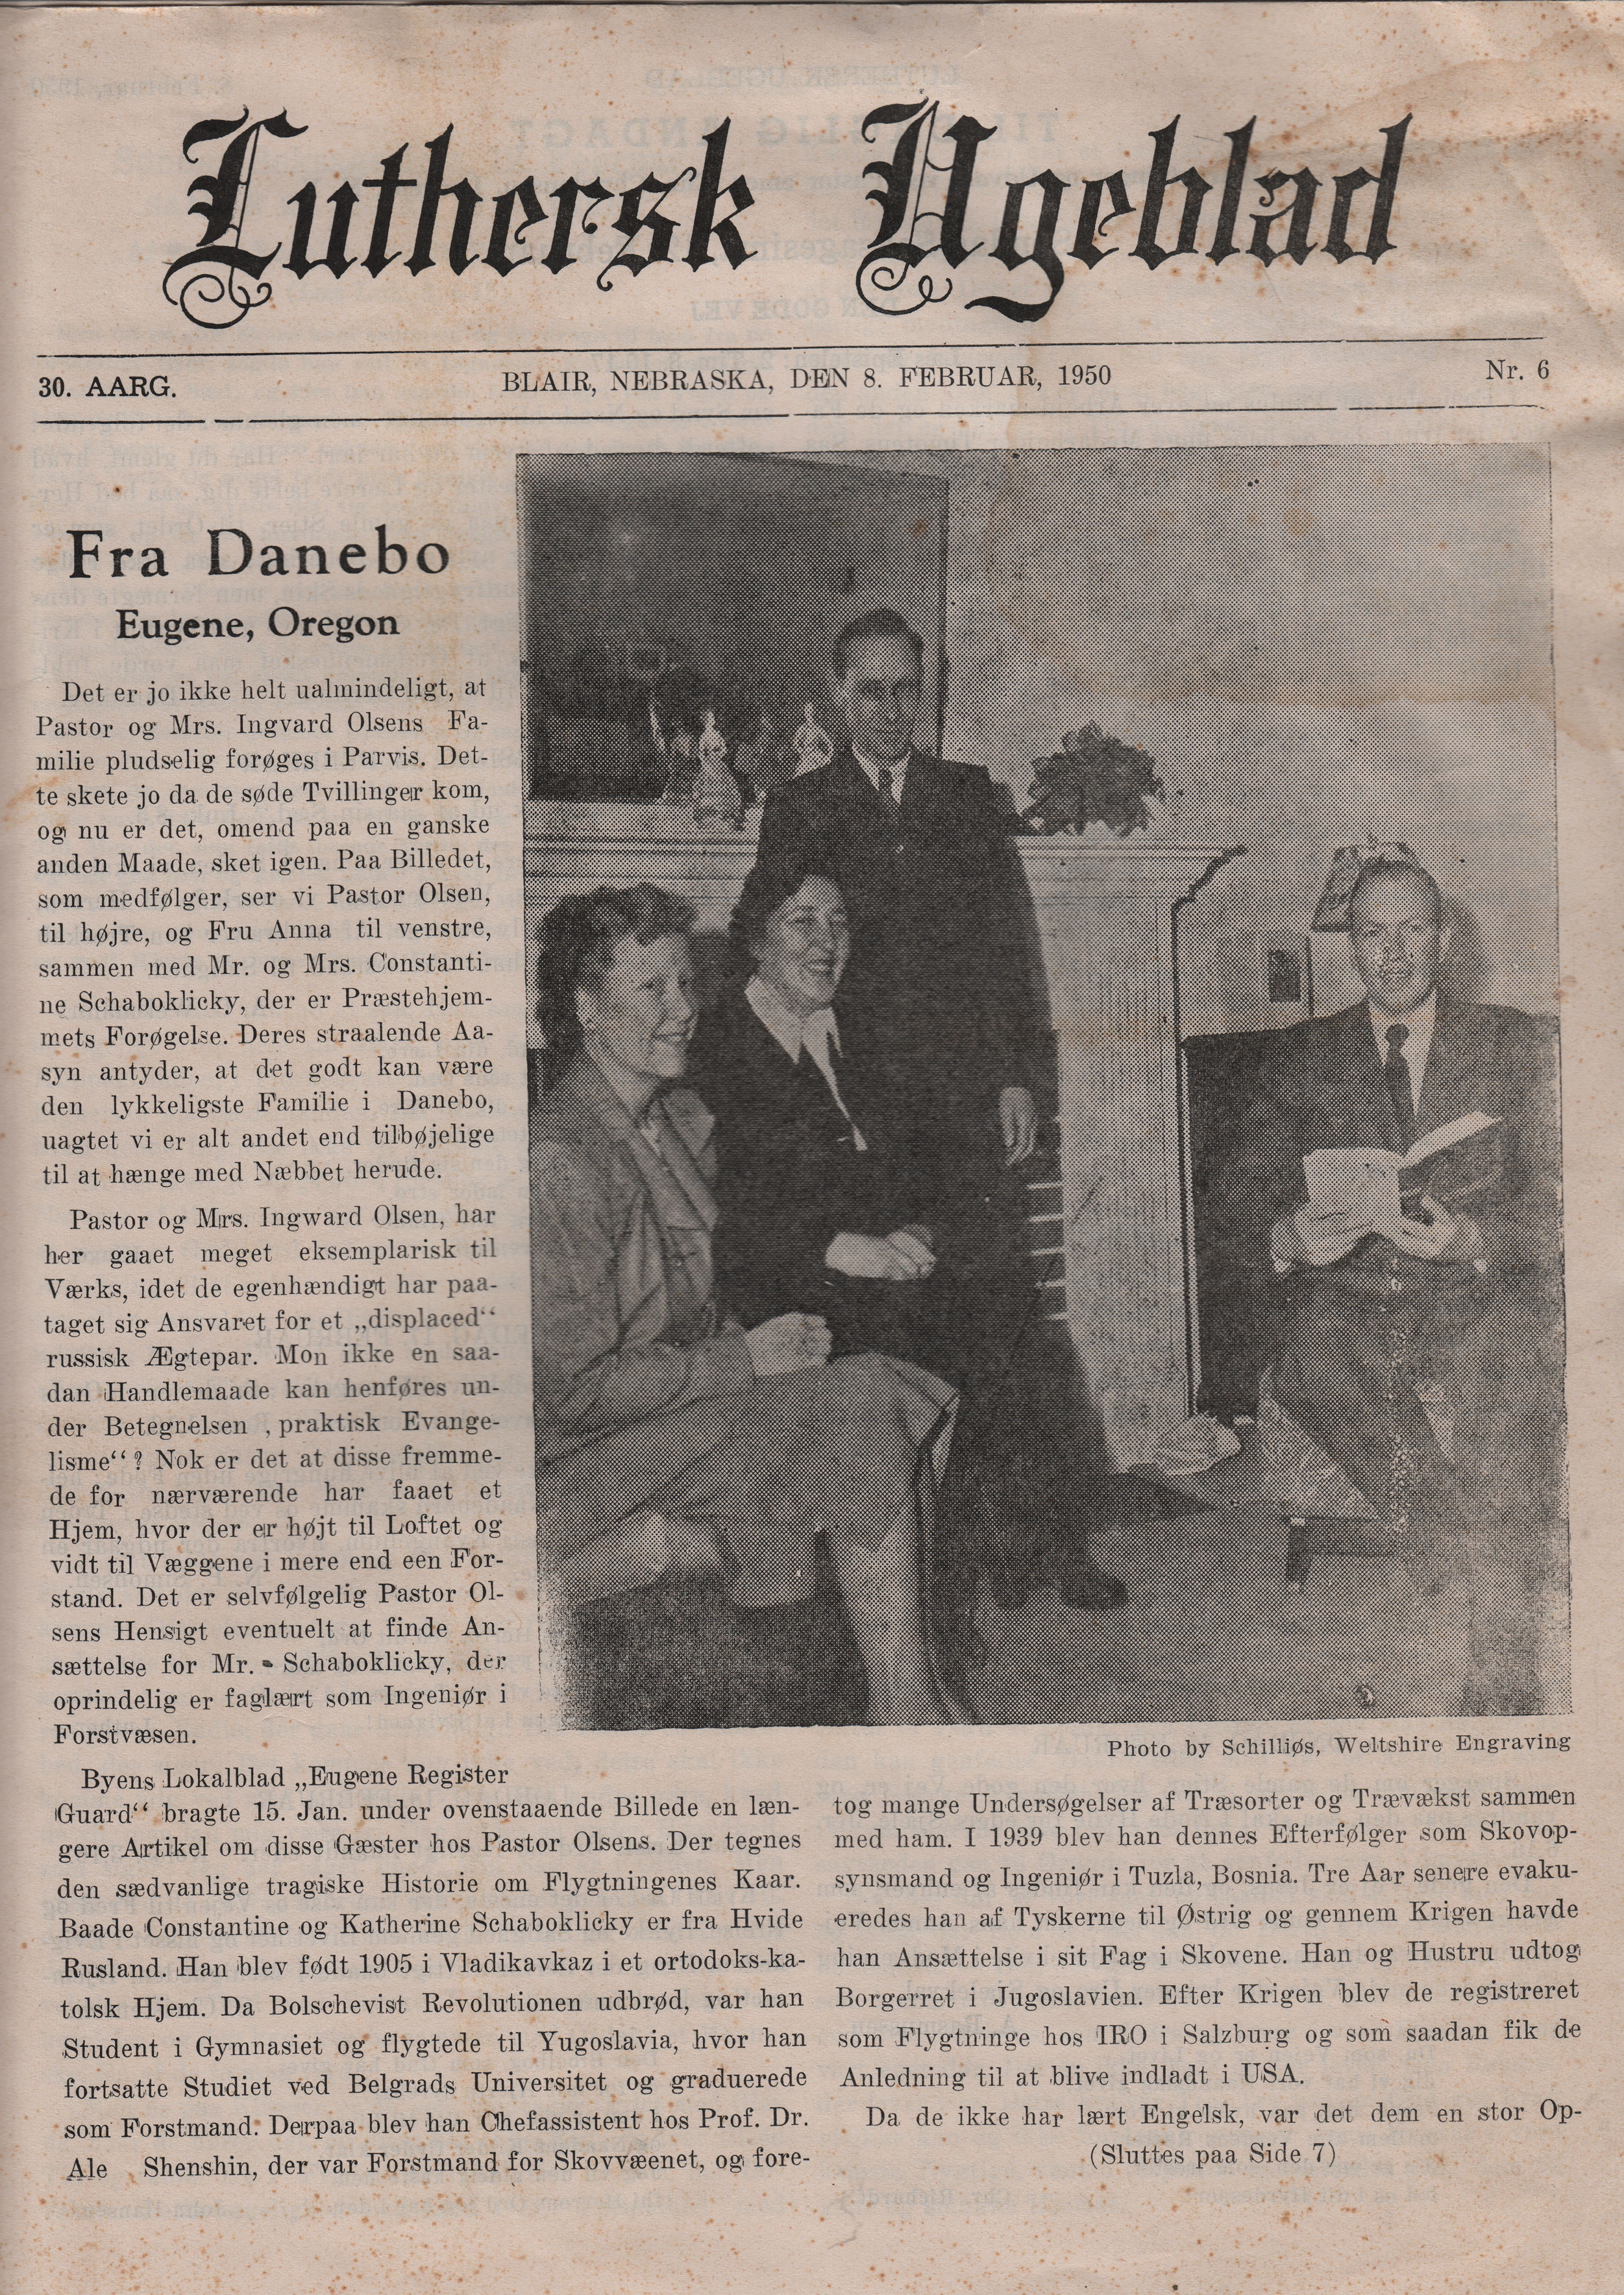 Luthersk Ugeblad
30. AARG.
BLAIR, NEBRASKA, DEN 8. FEBRUAR, 1950
Nr. 6
Fra Danebo
Eugene, Oregon
Det er jo ikke helt ualmindeligt, at
Pastor og Mrs. Ingvard Olsens Fa-
milie pludselig forøges i Parvis. Det-
te skete jo da de søde Tvillinger kom,
og nu er det, omend paa en ganske
anden Maade, sket igen. Paa Billedet,
som medfølger, ser vi Pastor Olsen,
til højre, og Fru Anna til venstre,
sammen med Mr. og Mrs. Constanti-
ne Schaboklicky, der er Præstehjem-
mets Forøgelse. Deres straalende Aa-
syn antyder, at det godt kan være
den lykkeligste Familie i Danebo,
uagtet vi er alt andet end tilbøjelige
til at hænge med Næbbet herude.
Pastor og Mrs. Ingward Olsen, har
her gaaet meget eksemplarisk til
Værks, idet de egenhændigt har paa-
taget sig Ansvaret for et „displaced“
russisk Ægtepar. Mon ikke en saa-
dan Handlemaade kan henføres un-
der Betegnelsen , praktisk Evange-
lisme“? Nok er det at disse fremme-
de for nærværende har faaet et
Hjem, hvor der er højt til Loftet og
vidt til Væggene i mere end een For-
stand. Det er selvfølgelig Pastor Ol-
sens Hensigt eventuelt at finde An-
sættelse for Mr. - Schaboklicky, der
oprindelig er faglært som Ingeniør i
Forstvæsen.
Photo by Schilliøs, Weltshire Engraving
Byens Lokalblad „Eugene Register
Guard“ bragte 15. Jan. under ovenstaaende Billede en læn-
gere Artikel om disse Gæster hos Pastor Olsens. Der tegnes
den sædvanlige tragiske Historie om Flygtningenes Kaar.
Baade Constantine og Katherine Schaboklicky er fra Hvide
Rusland. Han blev født 1905 i Vladikavkaz i et ortodoks-ka-
tolsk Hjem. Da Bolschevist Revolutionen udbrød, var han
Student i Gymnasiet og flygtede til Yugoslavia, hvor han
fortsatte Studiet ved Belgrads Universitet og graduerede
som Forstmand. Derpaa blev han Chefassistent hos Prof. Dr.
Ale Shenshin, der var Forstmand for Skovvæenet, og fore-
tog mange Undersøgelser af Træsorter og Trævækst sammen
med ham. I 1939 blev han dennes Efterfølger som Skovop-
synsmand og Ingeniør i Tuzla, Bosnia. Tre Aar senere evaku-
eredes han af Tyskerne til Østrig og gennem Krigen havde
han Ansættelse i sit Fag i Skovene. Han og Hustru udtog
Borgerret i Jugoslavien. Efter Krigen blev de registreret
som Flygtninge hos IRO i Salzburg og som saadan fik de
Anledning til at blive indladt i USA.
Da de ikke har lært Engelsk, var det dem en stor Op-
(Sluttes paa Side 7)